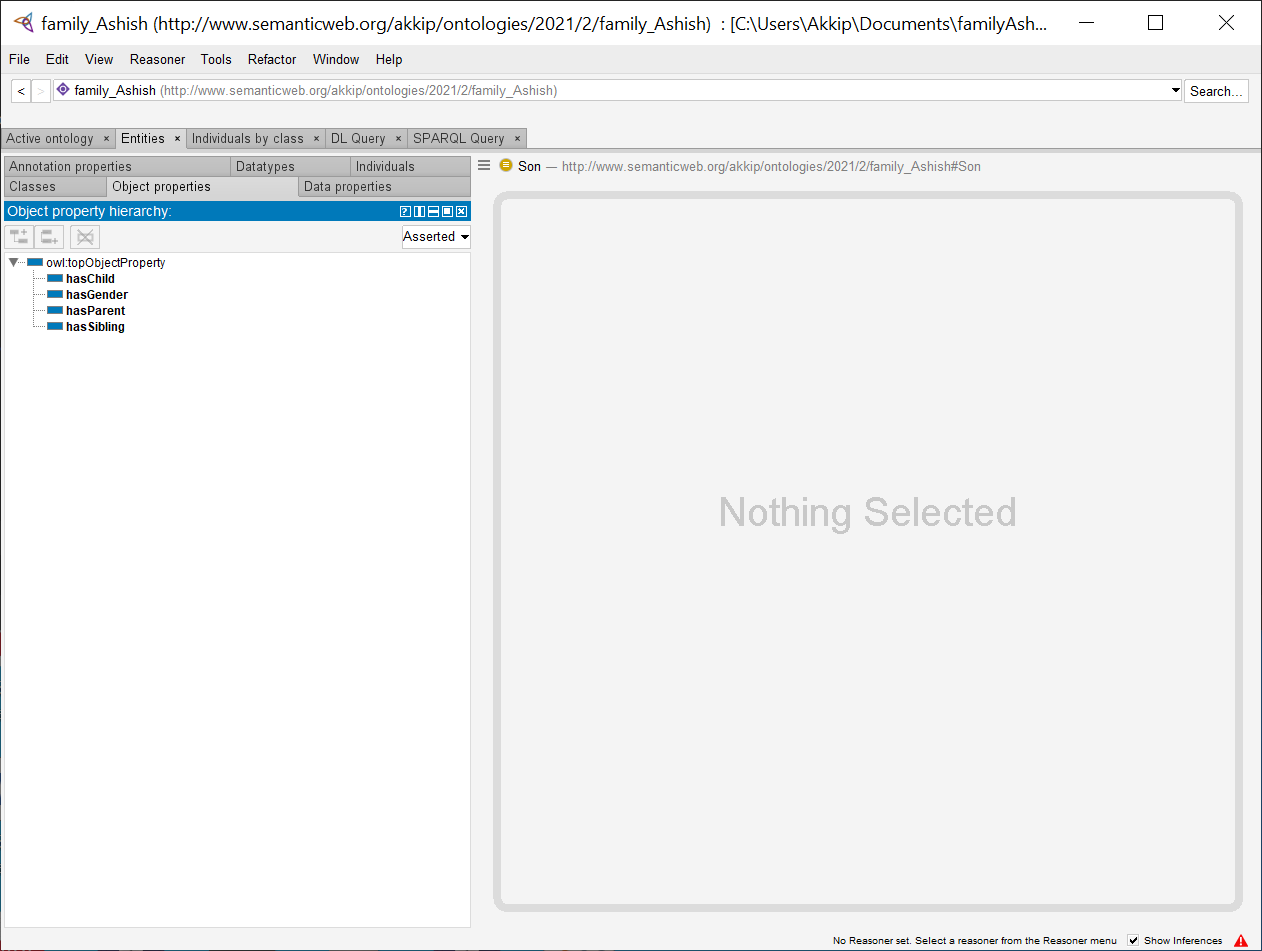 family_Ashish (http://www.semanticweb.org/akkip/ontologies/2021/2/family_Ashish) : [C:\Users\Akkip\Documents\familyAsh...
File Edit View Reasoner Tools Refactor Window Help
< > family_Ashish (http://www.semanticweb.org/akkip/ontologies/2021/2/family_Ashish) Search...
Active ontology × Entities × Individuals by class × DL Query × SPARQL Query ×
Annotation properties Datatypes Individuals
Classes Object properties Data properties
Son — http://www.semanticweb.org/akkip/ontologies/2021/2/family_Ashish#Son
Object property hierarchy:
Asserted
owl:topObjectProperty
hasChild
hasGender
hasParent
hasSibling
Nothing Selected
No Reasoner set. Select a reasoner from the Reasoner menu Show Inferences